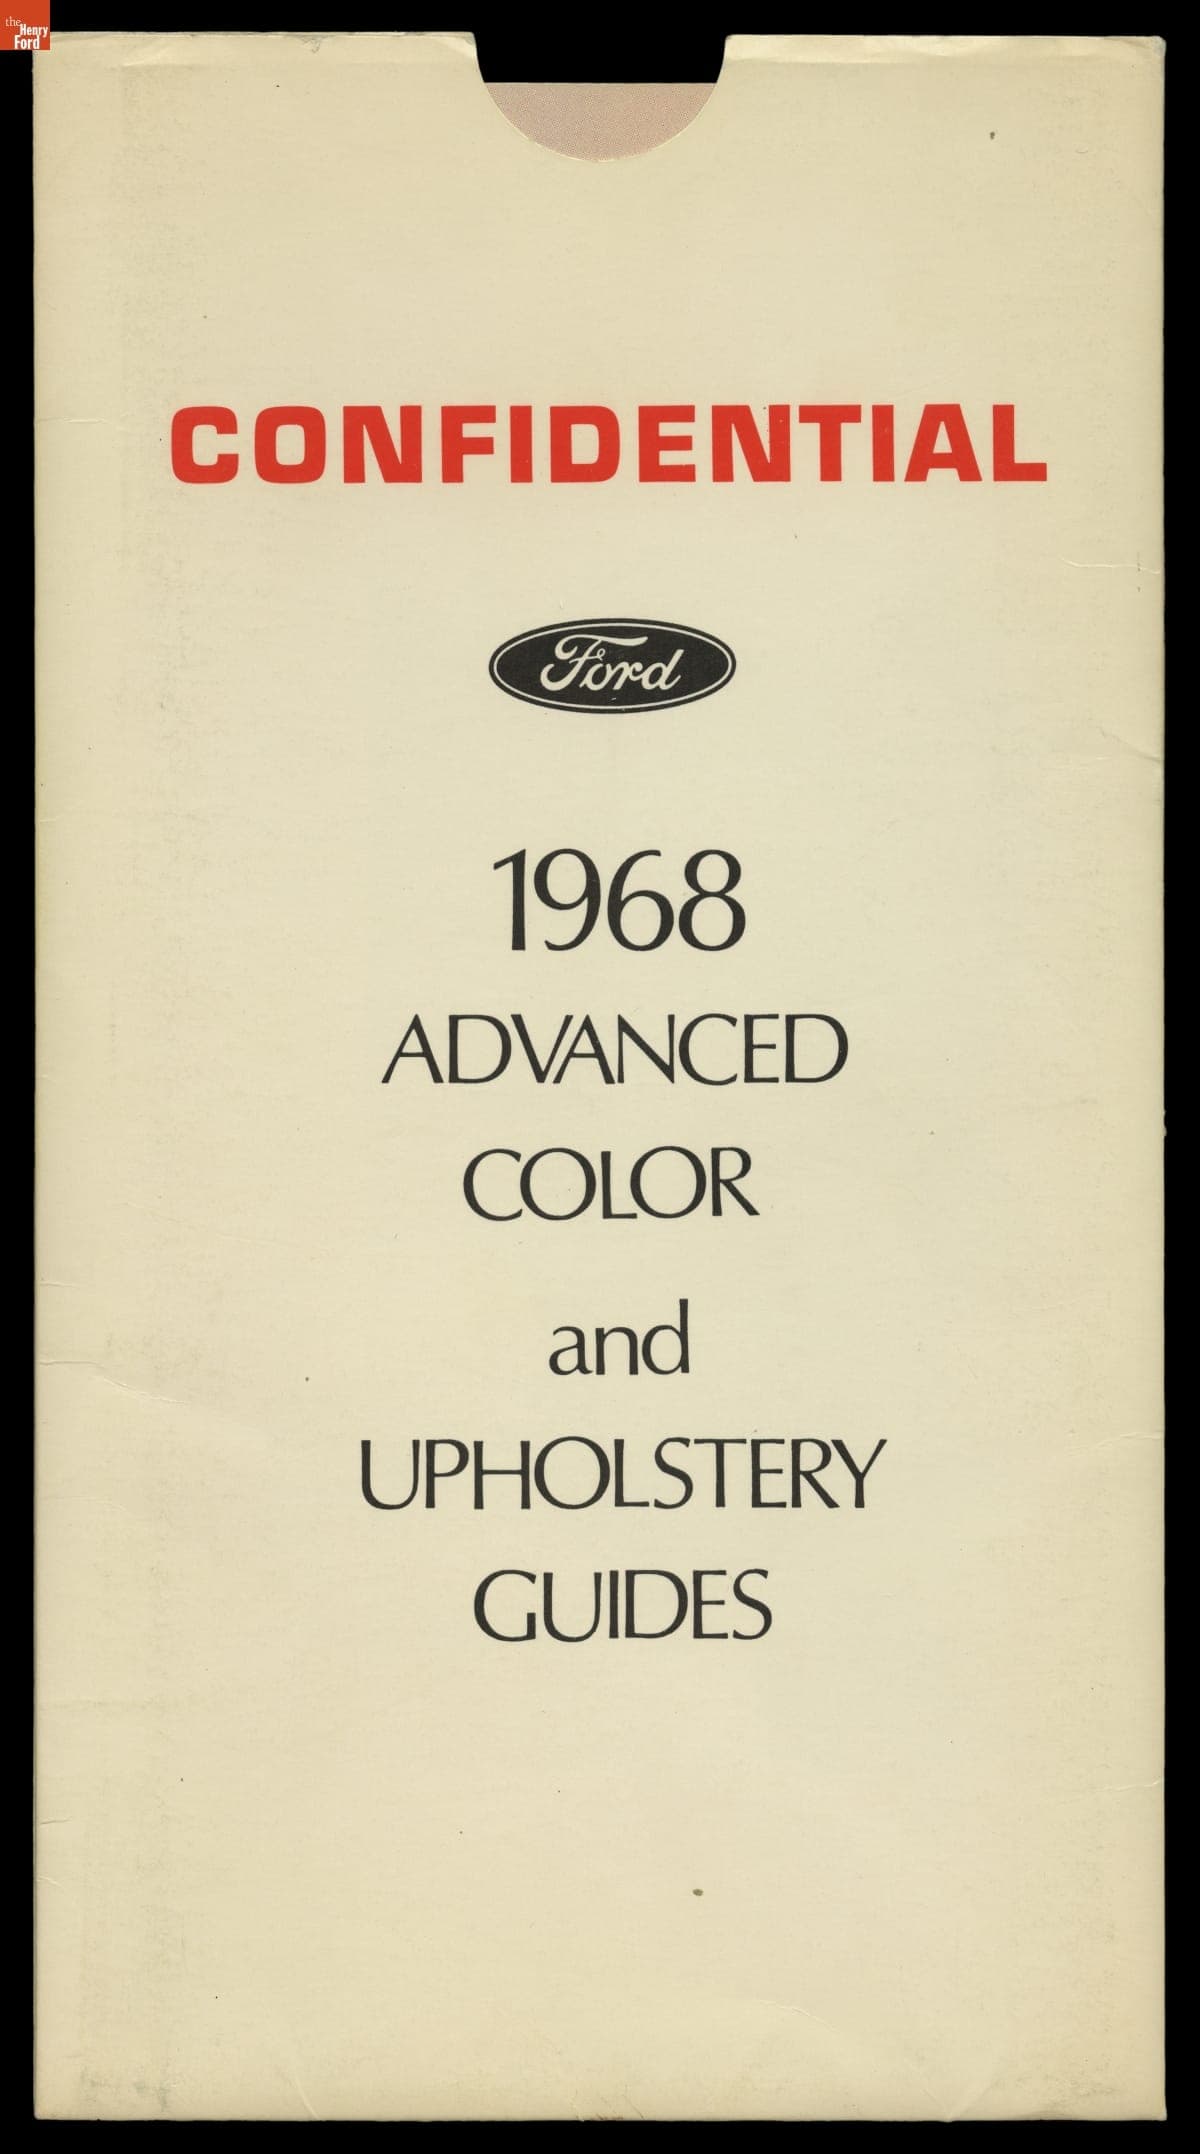 the
Henry
Ford
CONFIDENTIAL
Ford
1968
ADVANCED
COLOR
and
UPHOLSTERY
GUIDES